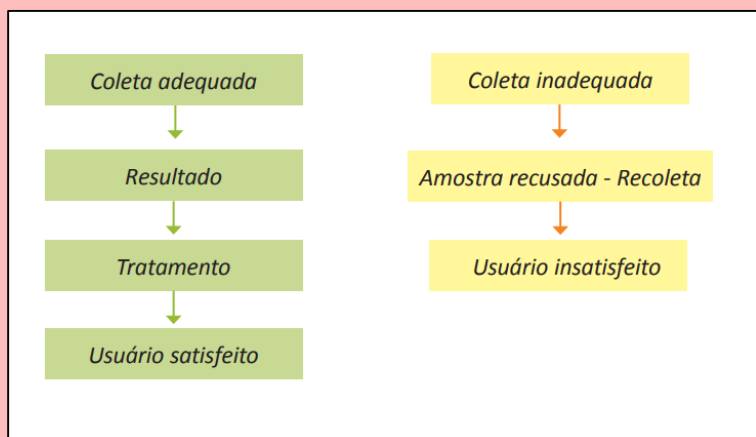 Coleta adequada
Resultado
Tratamento
Usuário satisfeito
Coleta inadequada
Amostra recusada - Recoleta
Usuário insatisfeito